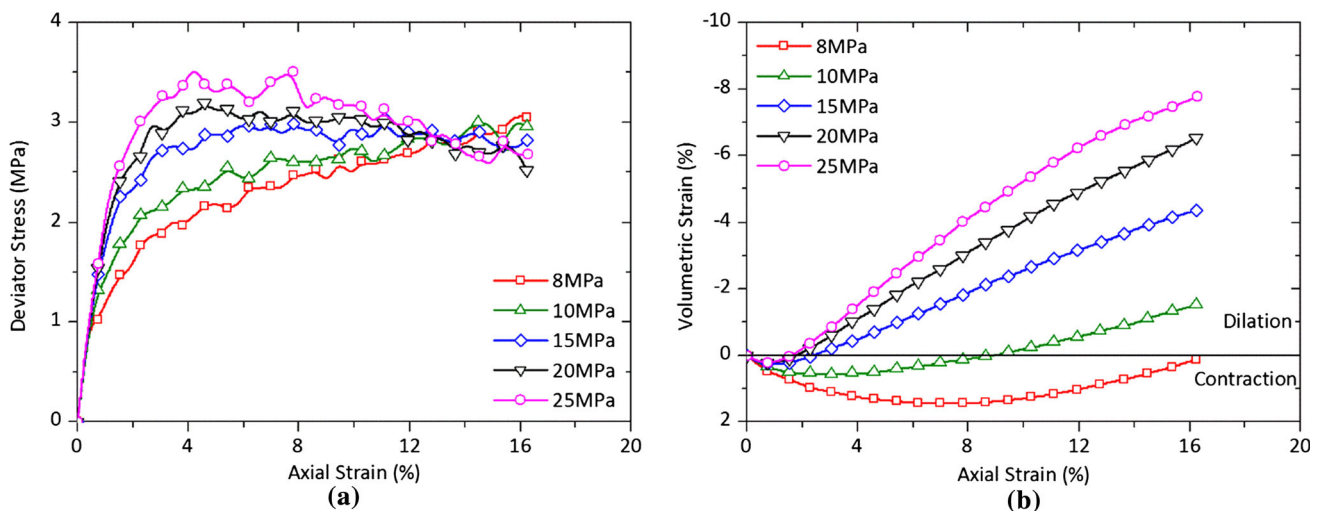 4
3
2
1
0
0
4
8
12
16
20
Deviator Stress (MPa)
Axial Strain (%)
8MPa
10MPa
15MPa
20MPa
25MPa
(a)
-10
-8
-6
-4
-2
0
2
0
4
8
12
16
20
Volumetric Strain (%)
Axial Strain (%)
8MPa
10MPa
15MPa
20MPa
25MPa
Dilation
Contraction
(b)